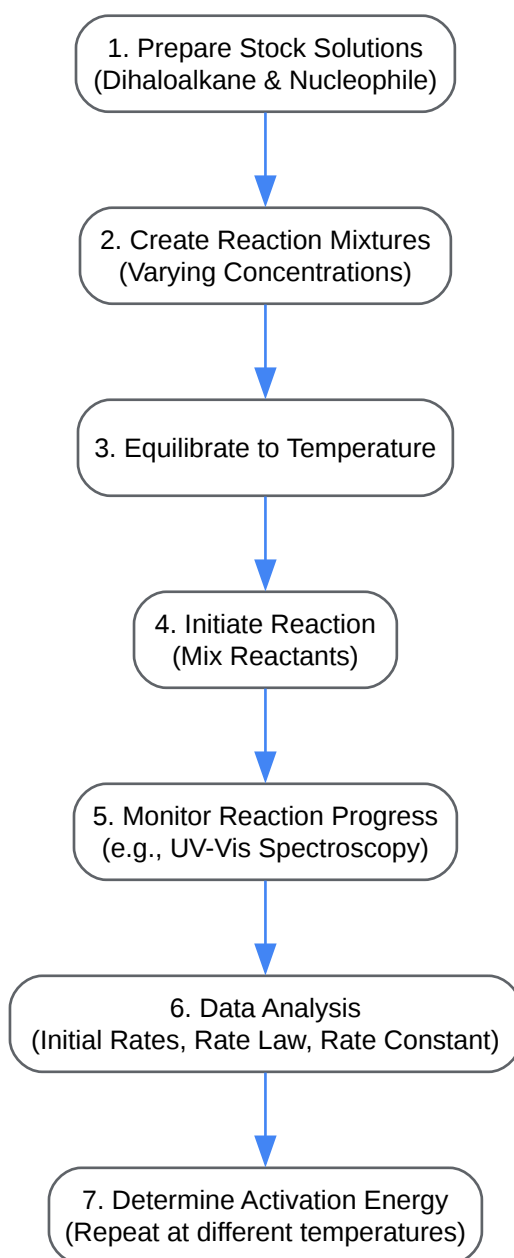 1. Prepare Stock Solutions
(Dihaloalkane & Nucleophile)
2. Create Reaction Mixtures
(Varying Concentrations)
3. Equilibrate to Temperature
4. Initiate Reaction
(Mix Reactants)
5. Monitor Reaction Progress
(e.g., UV-Vis Spectroscopy)
6. Data Analysis
(Initial Rates, Rate Law, Rate Constant)
7. Determine Activation Energy
(Repeat at different temperatures)